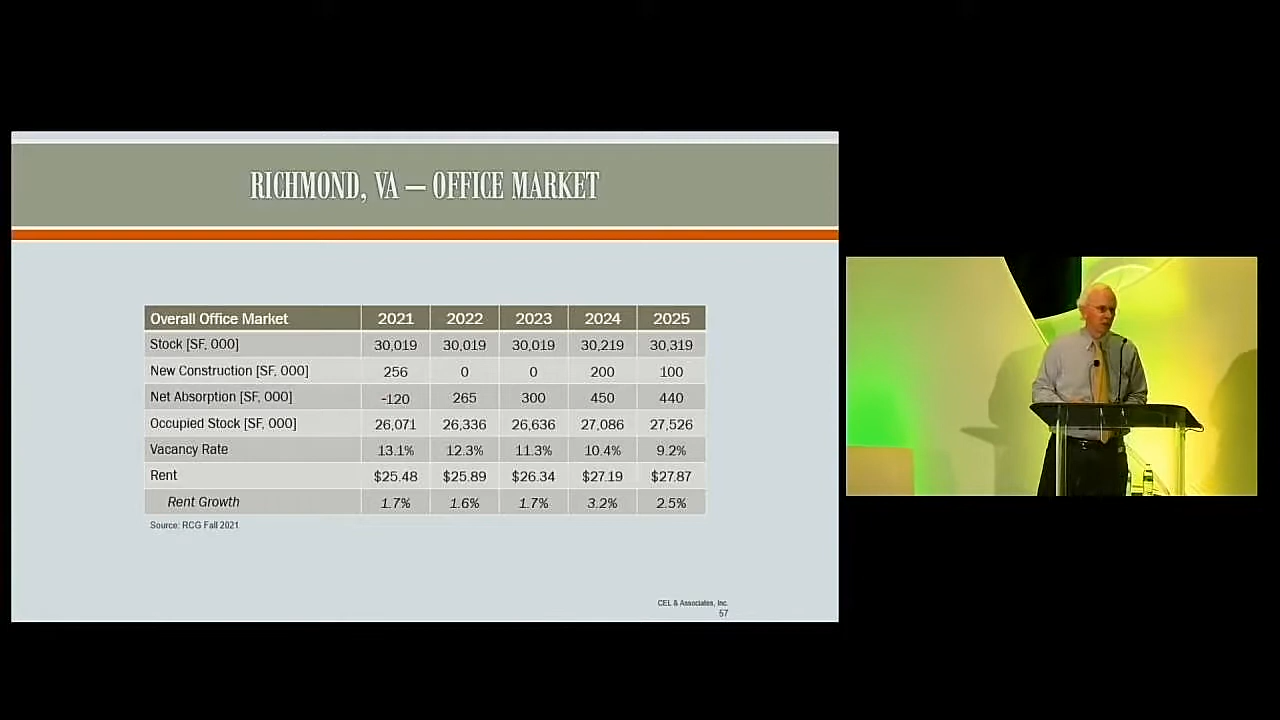 RICHMOND, VA — OFFICE MARKET
Overall Office Market 2021 2022 2023 2024 2025
Stock [SF, 000] 30,019 30,019 30,019 30,219 30,319
New Construction [SF, 000] 256 0 0 200 100
Net Absorption [SF, 000] -120 265 300 450 440
Occupied Stock [SF, 000] 26,071 26,336 26,636 27,086 27,526
Vacancy Rate 13.1% 12.3% 11.3% 10.4% 9.2%
Rent $25.48 $25.89 $26.34 $27.19 $27.87
Rent Growth 1.7% 1.6% 1.7% 3.2% 2.5%
Source: RCG Fall 2021
CEL & Associates, Inc.
57